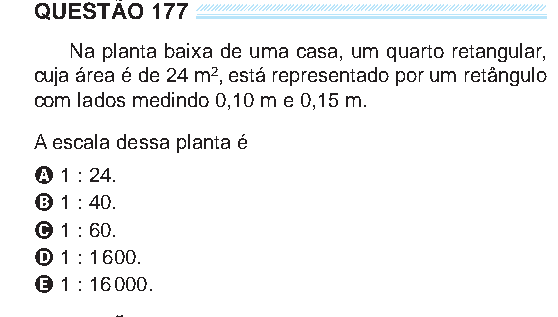 QUESTÃO 177
Na planta baixa de uma casa, um quarto retangular,
cuja área é de 24 m², está representado por um retângulo
com lados medindo 0,10 m e 0,15 m.
A escala dessa planta é
A 1 : 24.
B 1 : 40.
C 1 : 60.
D 1 : 1 600.
E 1 : 16 000.